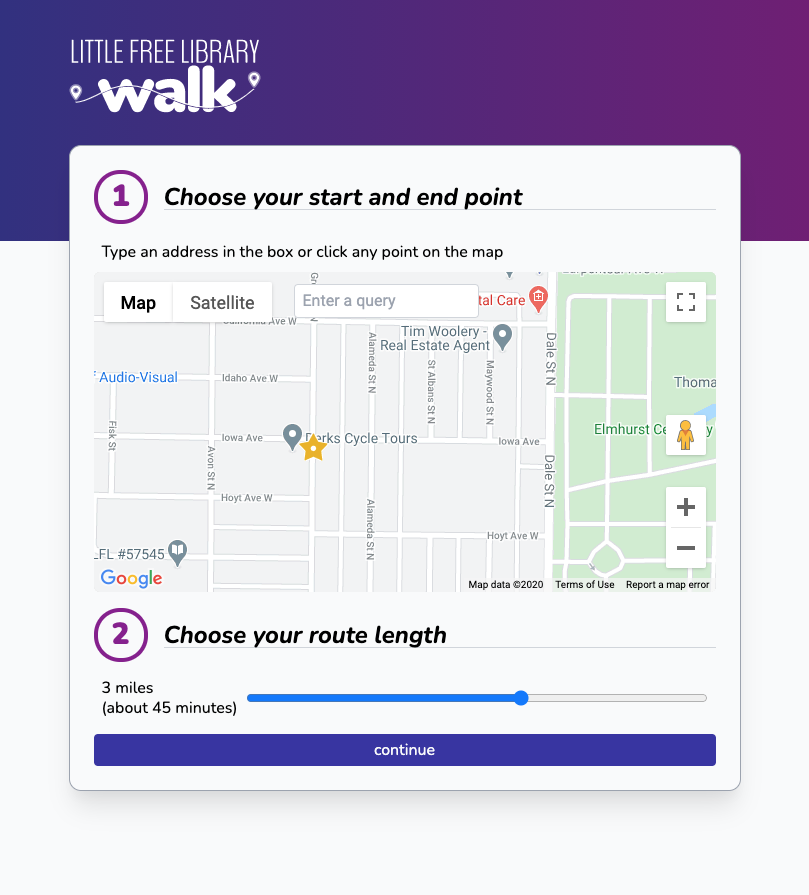 LITTLE FREE LIBRARY
walk
1
Choose your start and end point
Type an address in the box or click any point on the map
Map
Satellite
Enter a query
tal Care
California Ave W
Tim Woolery -
Real Estate Agent
Dale St N
Alameda St N
St Albans St N
Maywood St N
Audio-Visual
Idaho Ave W
Thoma
Fisk St
Iowa Ave
Perks Cycle Tours
Iowa Ave
Elmhurst Ce
y
Avon St N
Dale St N
Hoyt Ave W
Alameda St N
Hoyt Ave W
LFL #57545
Google
Map data ©2020
Terms of Use
Report a map error
2
Choose your route length
3 miles
(about 45 minutes)
continue